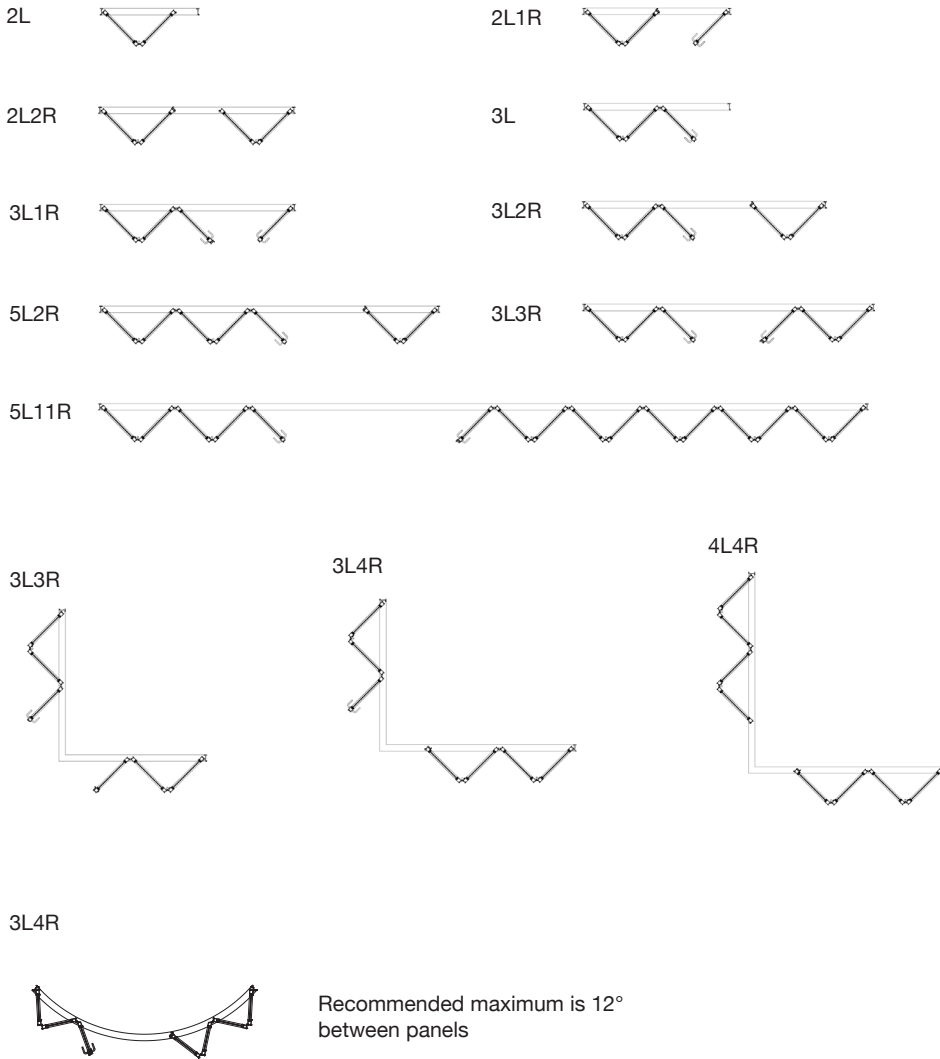 2L
2L1R
2L2R
3L
3L1R
3L2R
5L2R
3L3R
5L11R
3L3R
3L4R
4L4R
3L4R
Recommended maximum is 12°
between panels